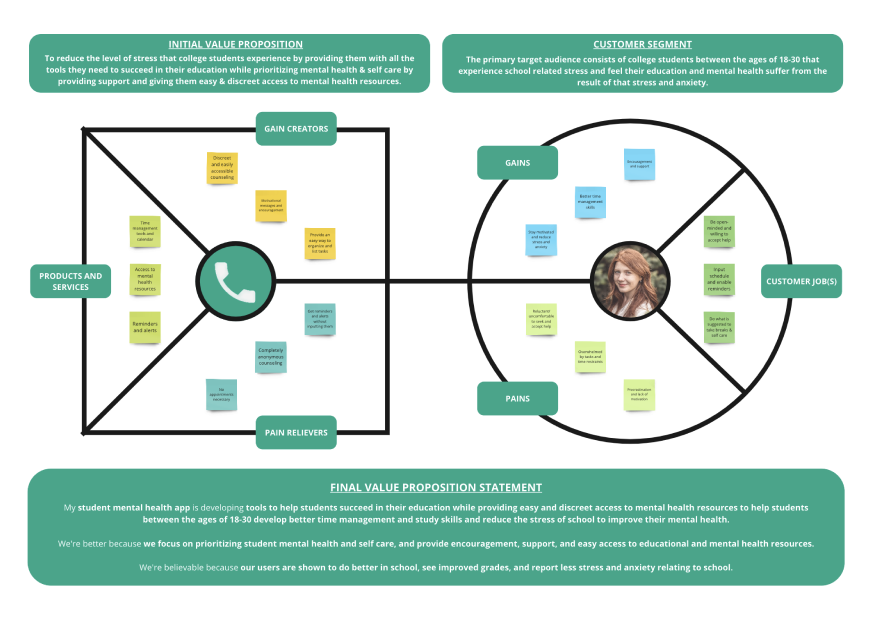 INITIAL VALUE PROPOSITION
To reduce the level of stress that college students experience by providing them with all the
tools they need to succeed in their education while prioritizing mental health & self care by
providing support and giving them easy & discreet access to mental health resources.
CUSTOMER SEGMENT
The primary target audience consists of college students between the ages of 18-30 that
experience school related stress and feel their education and mental health suffer from the
result of that stress and anxiety.
GAIN CREATORS
Discreet
and easily
accessible
counseling
Motivational
messages and
encouragement
Provide an
easy way to
organize and
list tasks
PRODUCTS AND
SERVICES
Time
management
tools and
calendar
Access to
mental
health
resources
Reminders
and alerts
Get reminders
and alerts
without
inputting them
Completely
anonymous
counseling
No
appointments
necessary
PAIN RELIEVERS
GAINS
Encouragement
and support
Better time
management
skills
Stay motivated
and reduce
stress and
anxiety
CUSTOMER JOB(S)
Be open-
minded and
willing to
accept help
Input
schedule
and enable
reminders
Do what is
suggested to
take breaks &
self care
PAINS
Reluctant/
uncomfortable
to seek and
accept help
Overwhelmed
by tasks and
time restraints
Procrastination
and lack of
motivation
FINAL VALUE PROPOSITION STATEMENT
My student mental health app is developing tools to help students succeed in their education while providing easy and discreet access to mental health resources to help students
between the ages of 18-30 develop better time management and study skills and reduce the stress of school to improve their mental health.
We're better because we focus on prioritizing student mental health and self care, and provide encouragement, support, and easy access to educational and mental health resources.
We're believable because our users are shown to do better in school, see improved grades, and report less stress and anxiety relating to school.